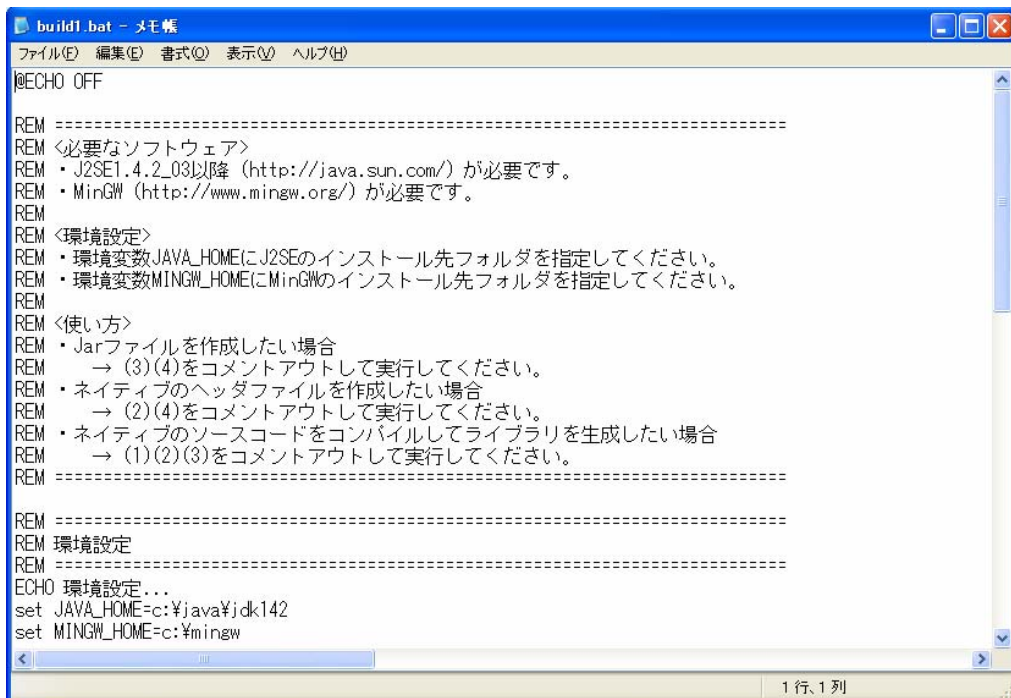 build1.bat - メモ帳
ファイル(F) 編集(E) 書式(O) 表示(V) ヘルプ(H)
@ECHO OFF
REM ===========================================================================
REM <必要なソフトウェア>
REM ・J2SE1.4.2_03以降 (http://java.sun.com/) が必要です。
REM ・MinGW (http://www.mingw.org/) が必要です。
REM
REM <環境設定>
REM ・環境変数JAVA_HOMEにJ2SEのインストール先フォルダを指定してください。
REM ・環境変数MINGW_HOMEにMinGWのインストール先フォルダを指定してください。
REM
REM <使い方>
REM ・Jarファイルを作成したい場合
REM    → (3)(4)をコメントアウトして実行してください。
REM ・ネイティブのヘッダファイルを作成したい場合
REM    → (2)(4)をコメントアウトして実行してください。
REM ・ネイティブのソースコードをコンパイルしてライブラリを生成したい場合
REM    → (1)(2)(3)をコメントアウトして実行してください。
REM ===========================================================================
REM ===========================================================================
REM 環境設定
REM ===========================================================================
ECHO 環境設定...
set JAVA_HOME=c:¥java¥jdk142
set MINGW_HOME=c:¥mingw
1 行、1 列